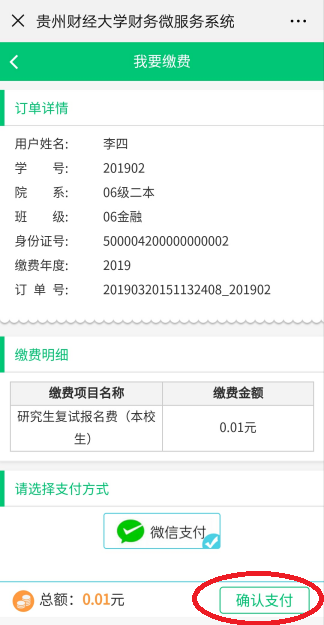 贵州财经大学财务微服务系统
我要缴费
订单详情
用户姓名: 李四
学 号: 201902
院 系: 06级二本
班 级: 06金融
身份证号: 500004200000000002
缴费年度: 2019
订 单 号: 20190320151132408_201902
缴费明细
缴费项目名称 缴费金额
研究生复试报名费（本校
生） 0.01元
请选择支付方式
微信支付
总额：0.01元 确认支付